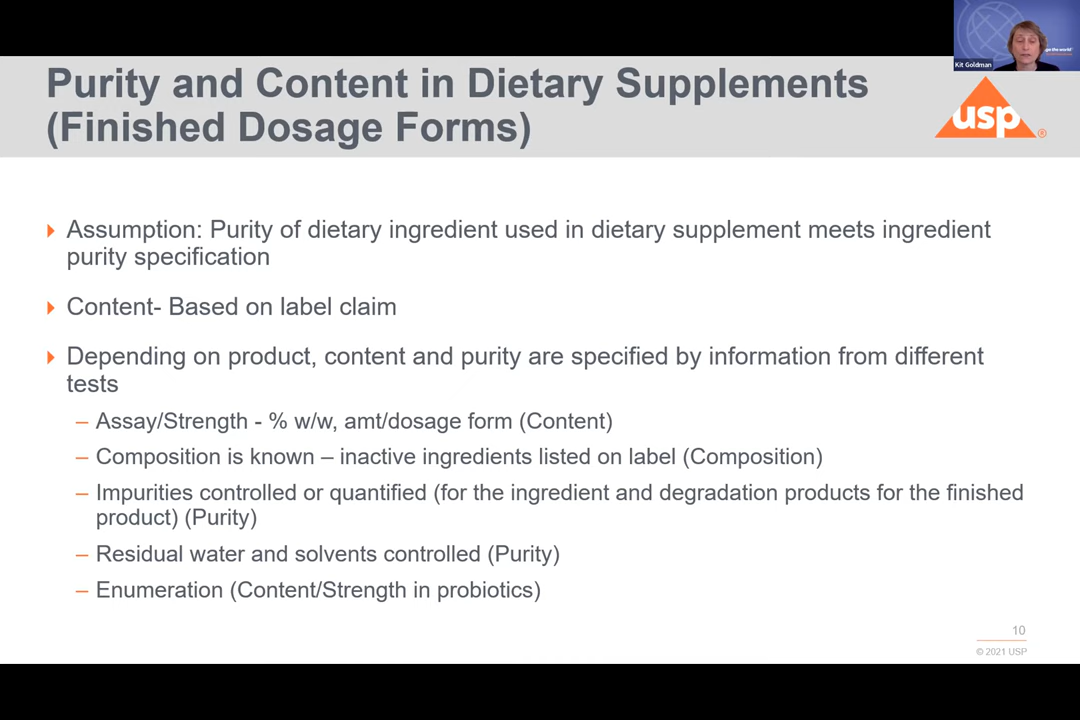 ge the world
Kit Goldman
Purity and Content in Dietary Supplements
(Finished Dosage Forms)
usp®
Assumption: Purity of dietary ingredient used in dietary supplement meets ingredient
purity specification
Content- Based on label claim
Depending on product, content and purity are specified by information from different
tests
– Assay/Strength - % w/w, amt/dosage form (Content)
– Composition is known – inactive ingredients listed on label (Composition)
– Impurities controlled or quantified (for the ingredient and degradation products for the finished
product) (Purity)
– Residual water and solvents controlled (Purity)
– Enumeration (Content/Strength in probiotics)
10
© 2021 USP